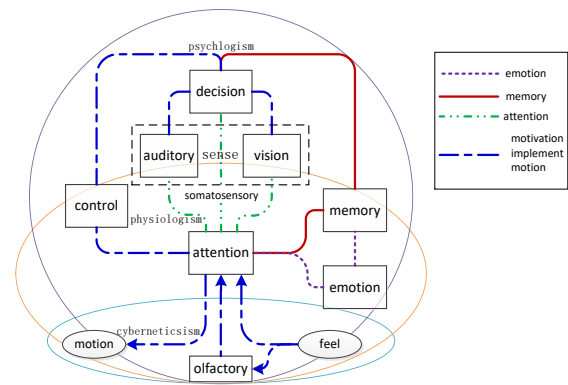 psychlogism
decision
auditory
sense
vision
somatosensory
control
physiologism
memory
attention
emotion
cyberneticsism
motion
feel
olfactory
emotion
memory
attention
motivation
implement
motion